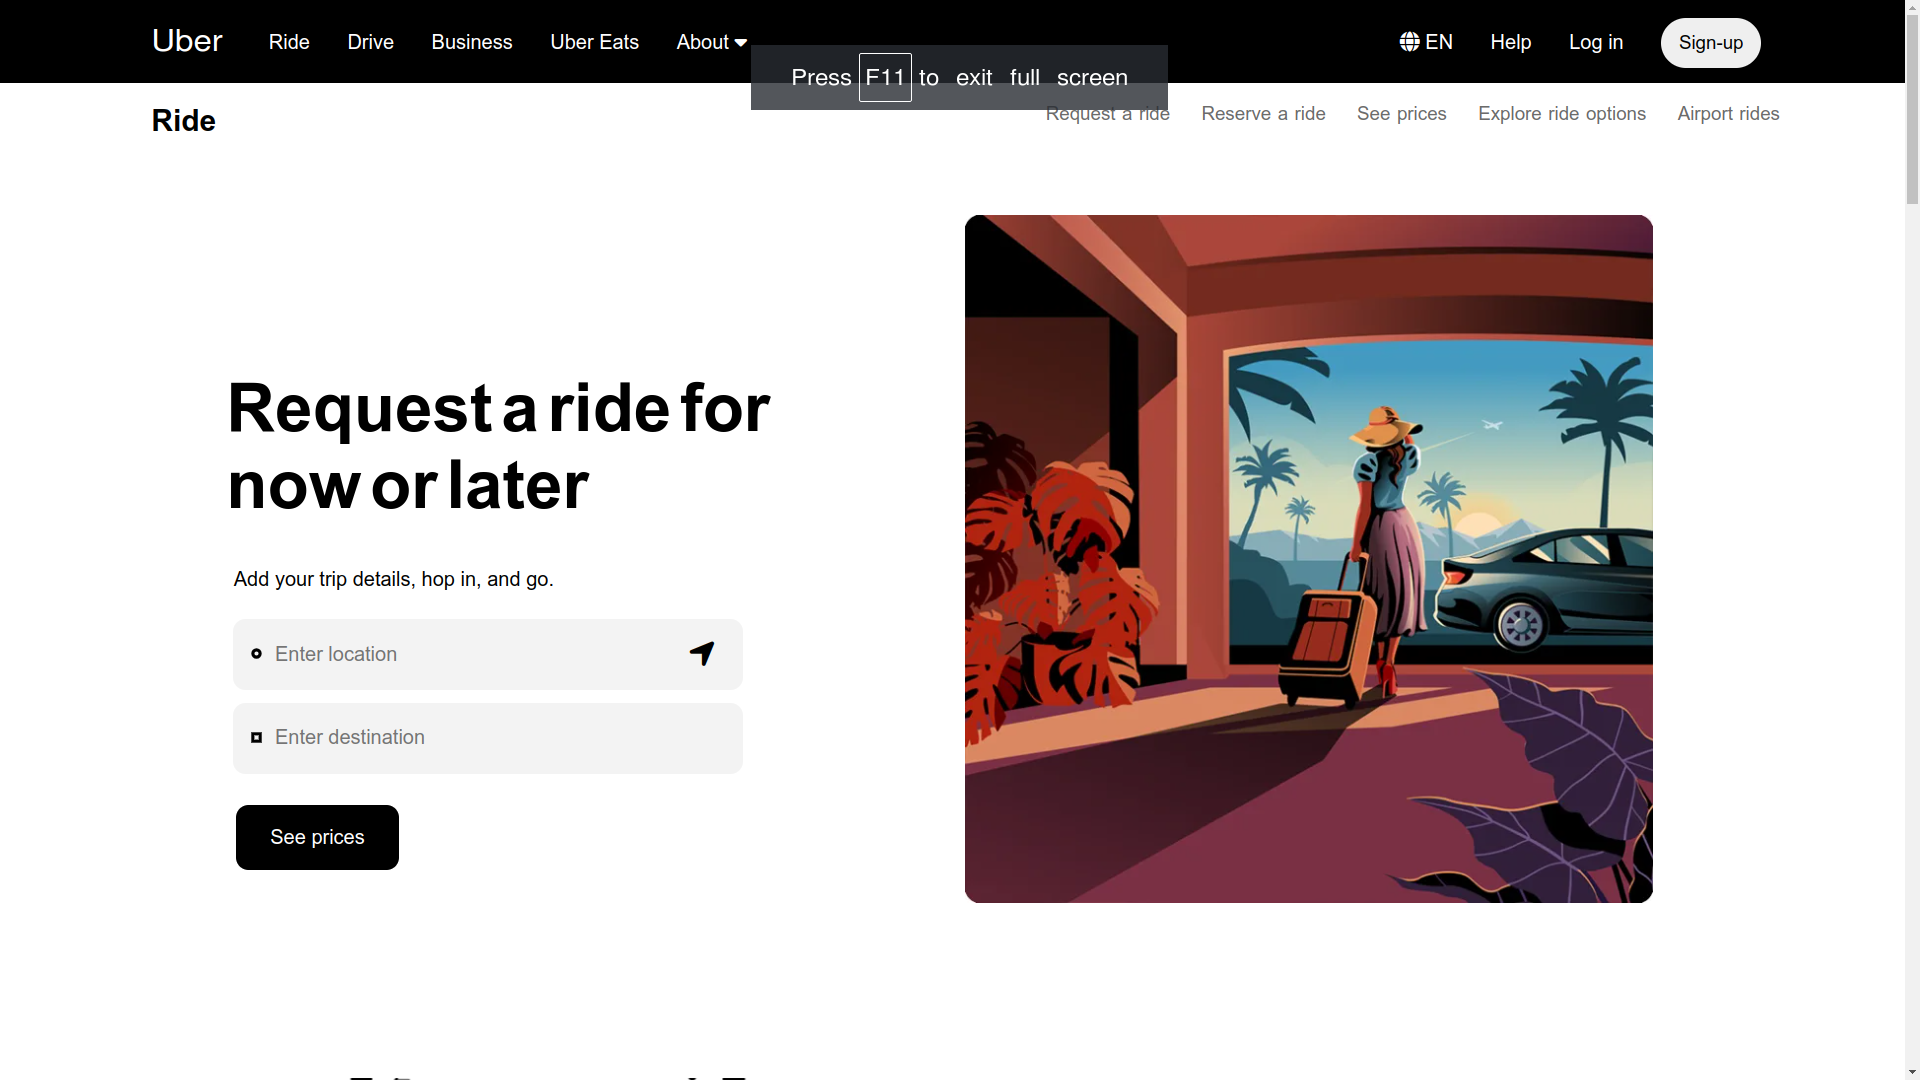 Uber Ride Drive Business Uber Eats About EN Help Log in Sign-up
Press F11 to exit full screen
Ride Request a ride Reserve a ride See prices Explore ride options Airport rides
Request a ride for
now or later
Add your trip details, hop in, and go.
Enter location
Enter destination
See prices